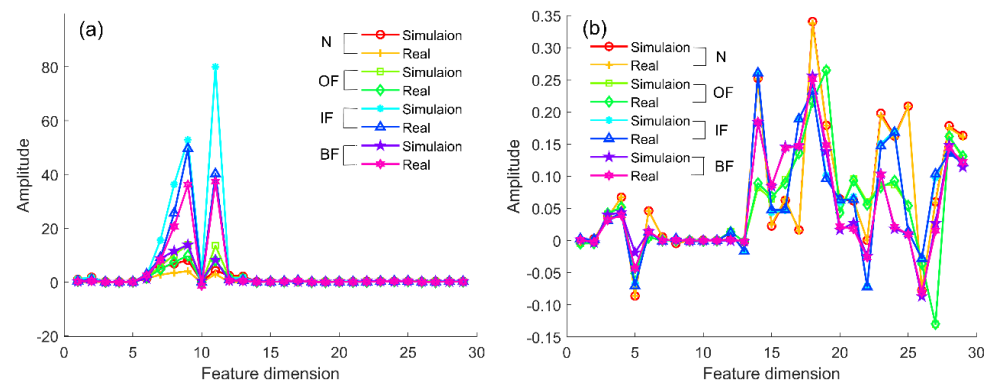 (a)
N
Simulaion
Real
OF
Simulaion
Real
IF
Simulaion
Real
BF
Simulaion
Real
80
60
40
20
0
-20
0 5 10 15 20 25 30
Amplitude
Feature dimension
(b)
Simulaion
Real
N
Simulaion
Real
OF
Simulaion
Real
IF
Simulaion
Real
BF
0.35
0.30
0.25
0.20
0.15
0.10
0.05
0.00
-0.05
-0.10
-0.15
0 5 10 15 20 25 30
Amplitude
Feature dimension